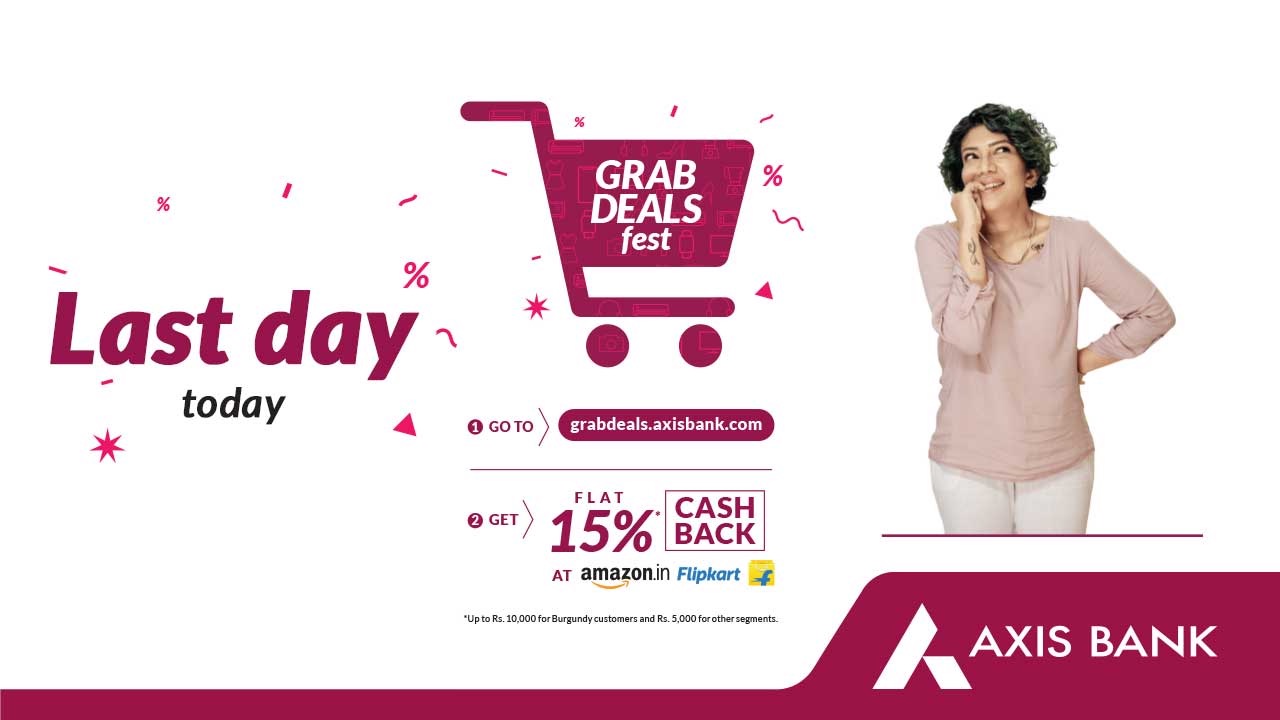 Last day
today
GRAB
DEALS
fest
1 GO TO grabdeals.axisbank.com
2 GET
FLAT
15%*
CASH
BACK
AT amazon.in Flipkart
*Up to Rs. 10,000 for Burgundy customers and Rs. 5,000 for other segments.
AXIS BANK
%
%
%
%